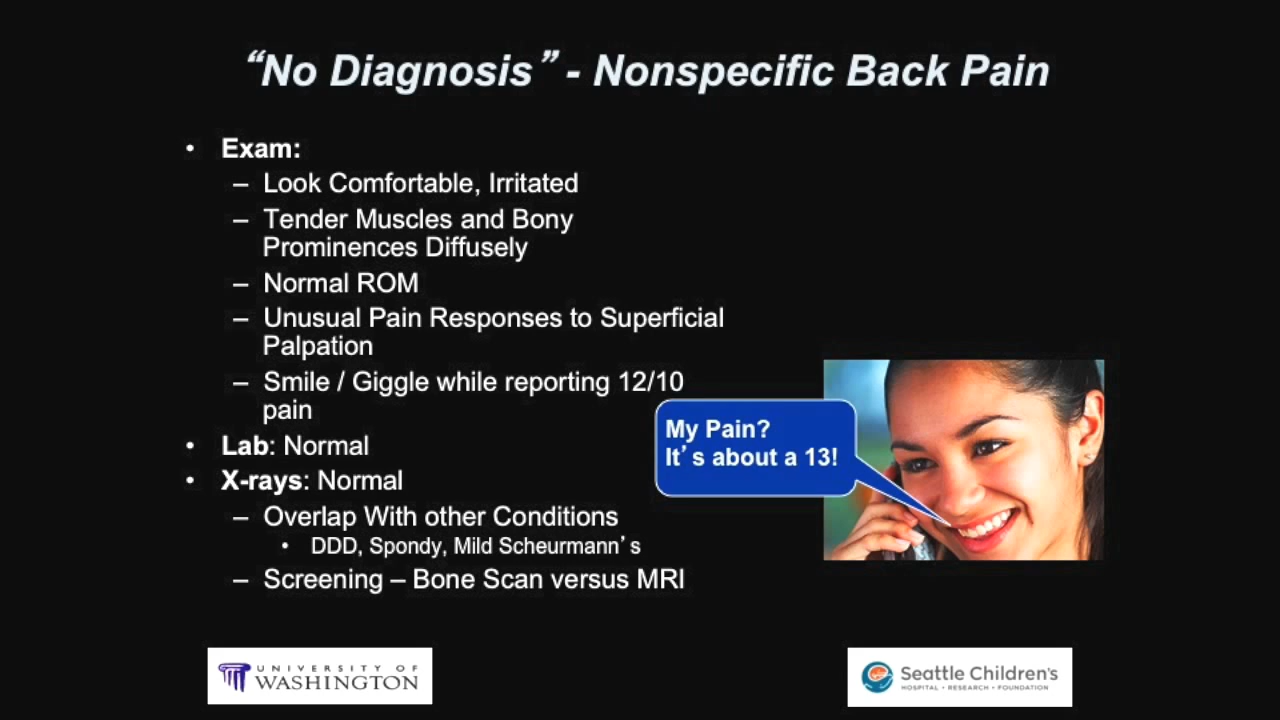 “No Diagnosis” - Nonspecific Back Pain
• Exam:
– Look Comfortable, Irritated
– Tender Muscles and Bony
Prominences Diffusely
– Normal ROM
– Unusual Pain Responses to Superficial
Palpation
– Smile / Giggle while reporting 12/10
pain
• Lab: Normal
• X-rays: Normal
– Overlap With other Conditions
• DDD, Spondy, Mild Scheurmann’s
– Screening – Bone Scan versus MRI
My Pain?
It’s about a 13!
UNIVERSITY OF
WASHINGTON
Seattle Children's
HOSPITAL • RESEARCH • FOUNDATION